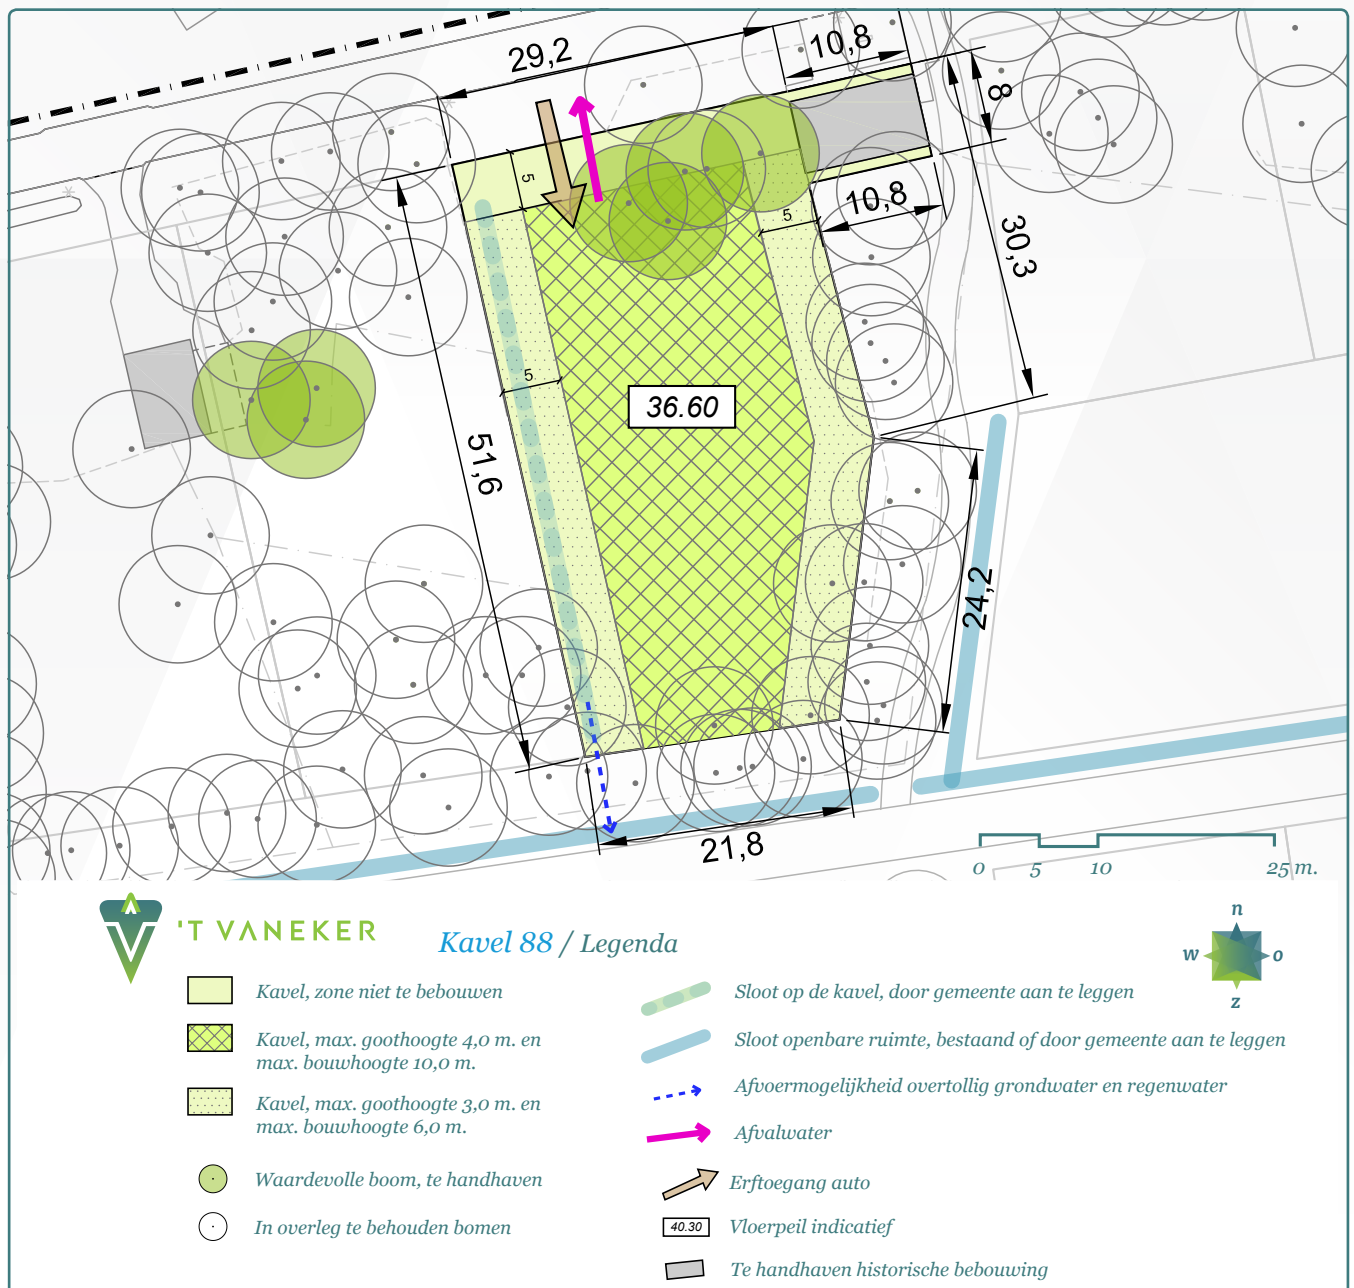 29,2
10,8
8
5
10,8
5
30,3
5
36.60
51,6
24,2
21,8
0 5 10 25 m.
'T VANEKER
Kavel 88 / Legenda
n
w o
z
Kavel, zone niet te bebouwen
Kavel, max. goothoogte 4,0 m. en
max. bouwhoogte 10,0 m.
Kavel, max. goothoogte 3,0 m. en
max. bouwhoogte 6,0 m.
Waardevolle boom, te handhaven
In overleg te behouden bomen
Sloot op de kavel, door gemeente aan te leggen
Sloot openbare ruimte, bestaand of door gemeente aan te leggen
Afvoermogelijkheid overtollig grondwater en regenwater
Afvalwater
Erftoegang auto
40.30 Vloerpeil indicatief
Te handhaven historische bebouwing